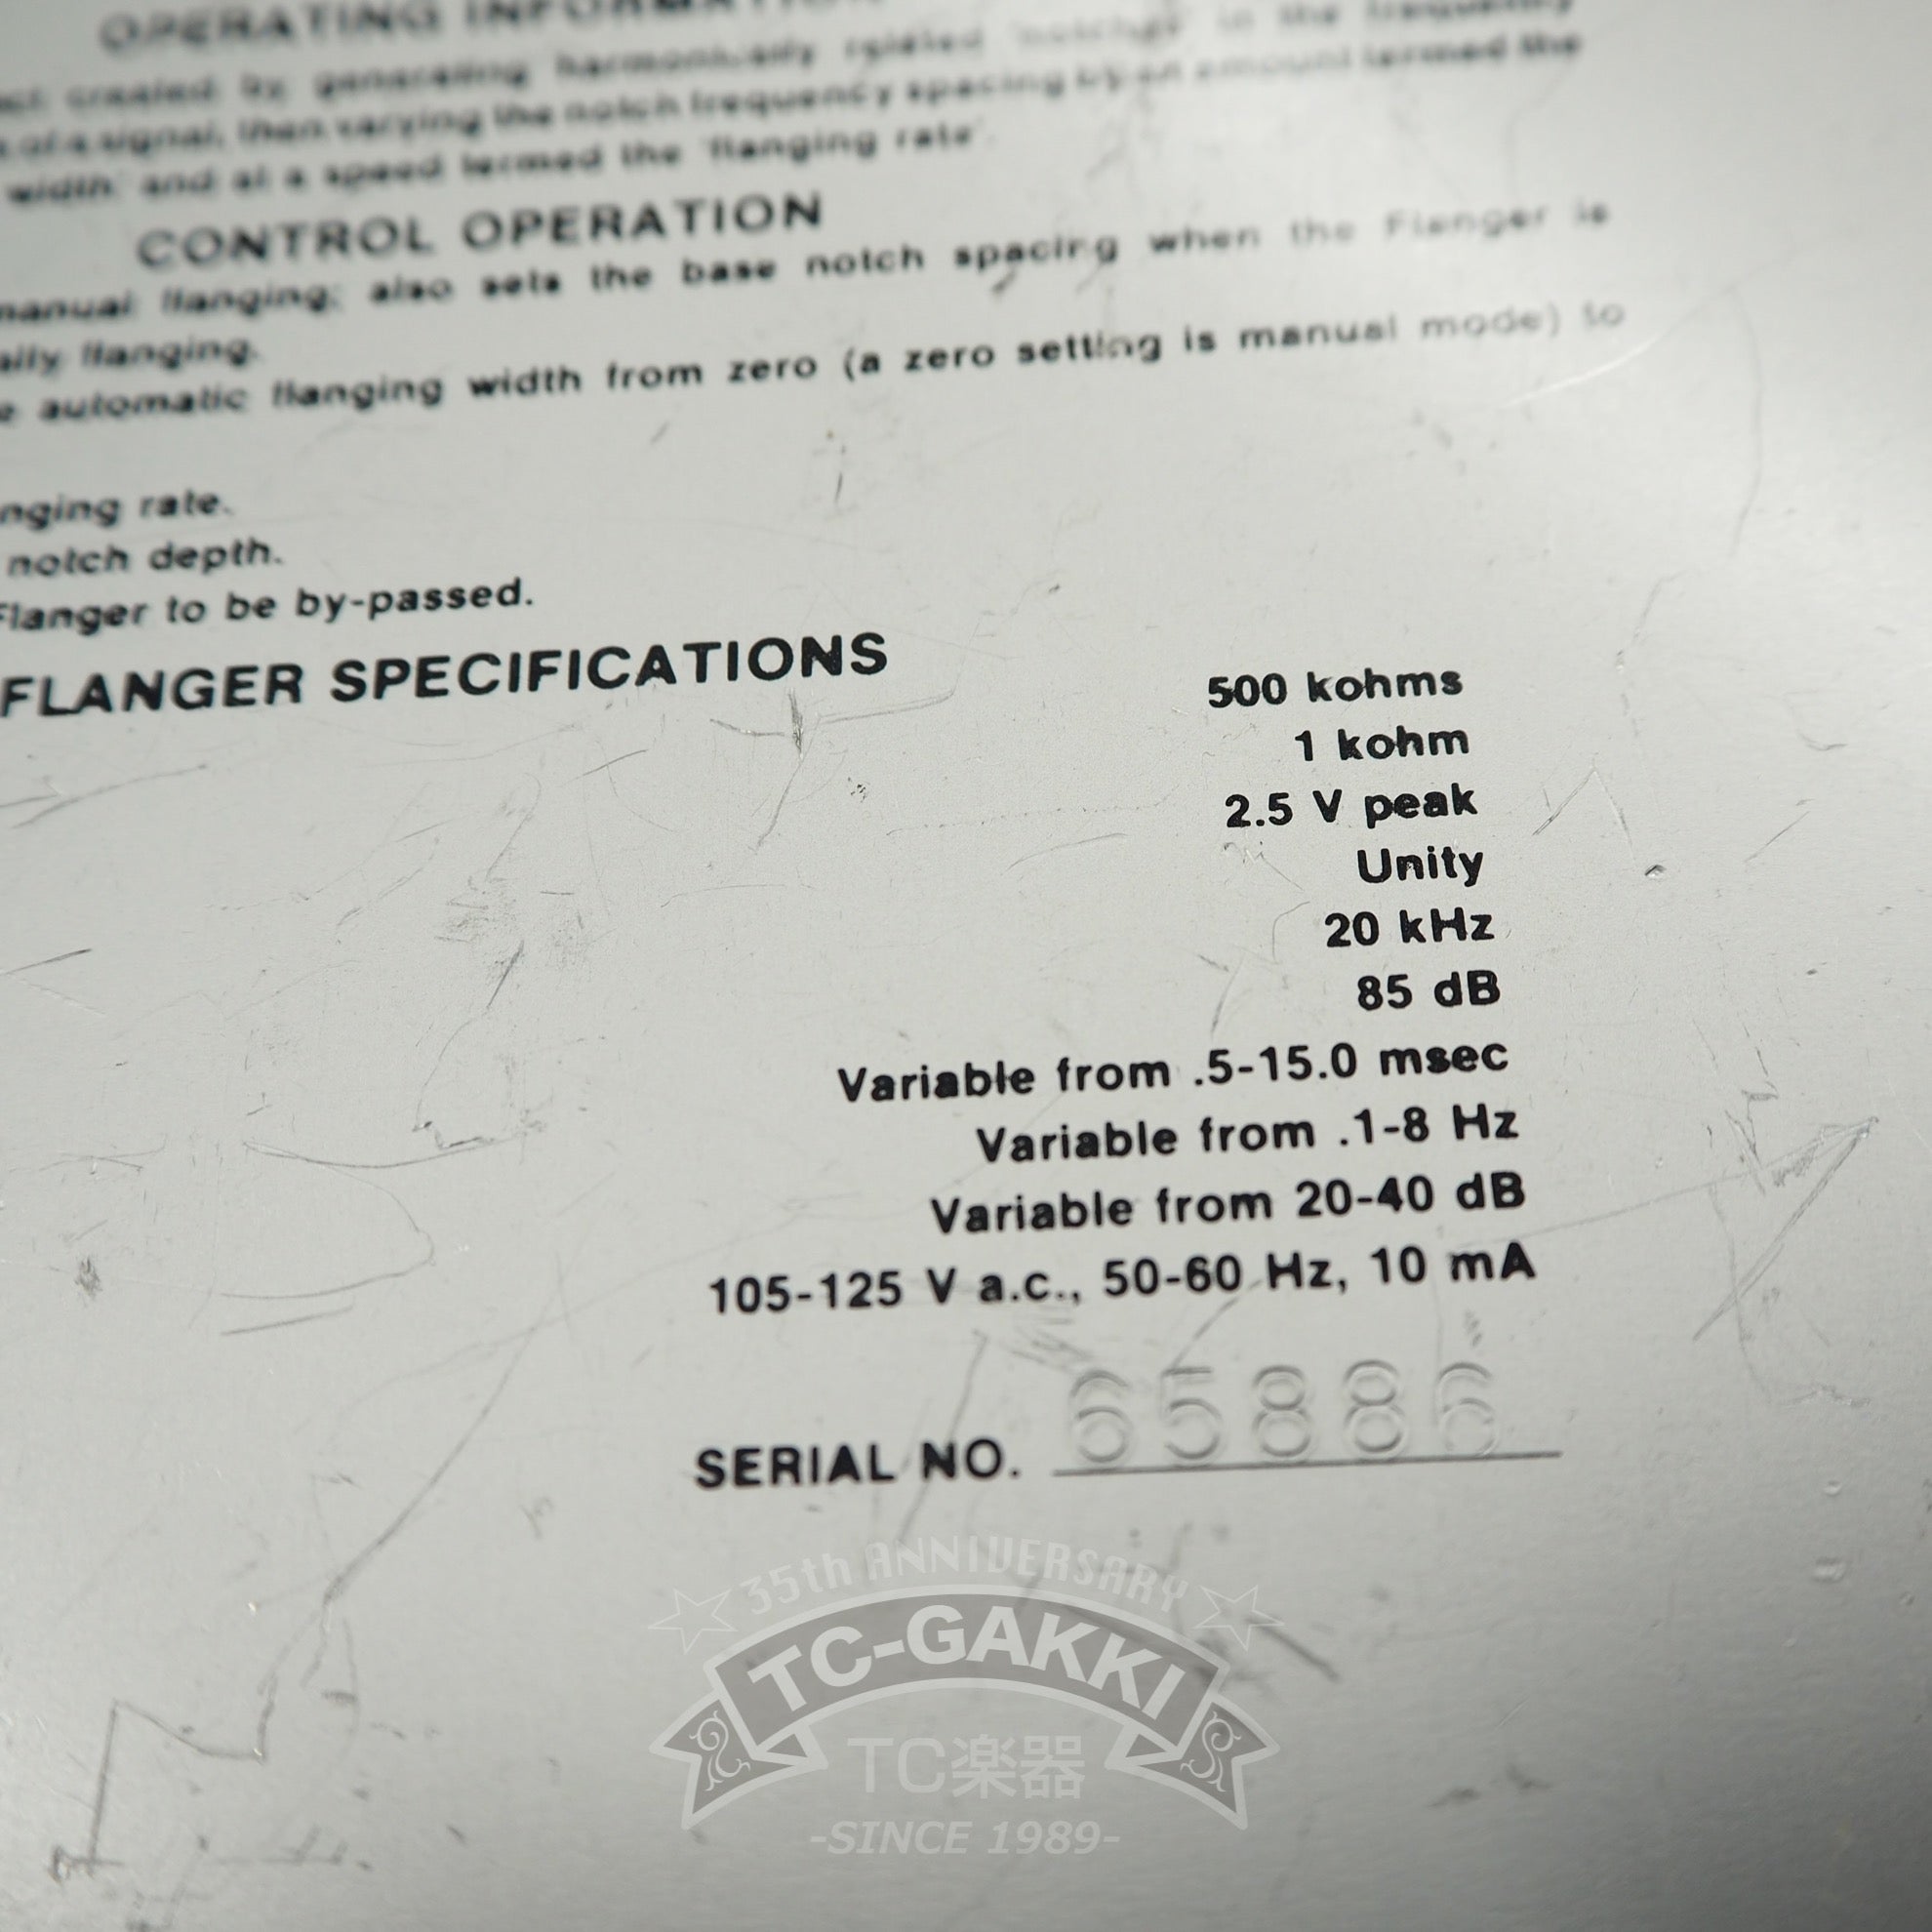 OPERATING INFORMATION
created by generating harmonically related 'notches' in the frequency
of a signal, then varying the notch frequency spacing by an amount termed the
width' and at a speed termed the 'flanging rate'.
CONTROL OPERATION
manual flanging; also sets the base notch spacing when the Flanger is
ally flanging.
e automatic flanging width from zero (a zero setting is manual mode) to
nging rate.
notch depth.
Flanger to be by-passed.
FLANGER SPECIFICATIONS
500 kohms
1 kohm
2.5 V peak
Unity
20 kHz
85 dB
Variable from .5-15.0 msec
Variable from .1-8 Hz
Variable from 20-40 dB
105-125 V a.c., 50-60 Hz, 10 mA
SERIAL NO. 65886
35th ANNIVERSARY
TC-GAKKI
TC楽器
-SINCE 1989-